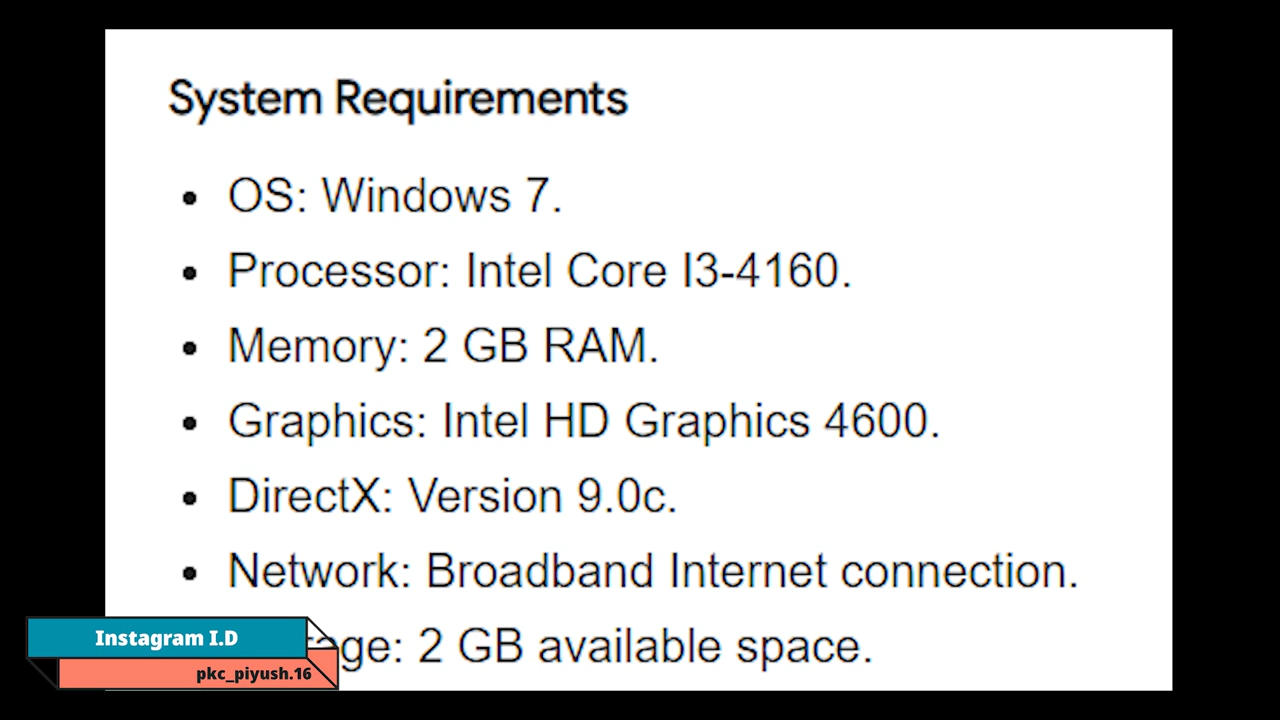 System Requirements
• OS: Windows 7.
• Processor: Intel Core I3-4160.
• Memory: 2 GB RAM.
• Graphics: Intel HD Graphics 4600.
• DirectX: Version 9.0c.
• Network: Broadband Internet connection.
age: 2 GB available space.
Instagram I.D
pkc_piyush.16